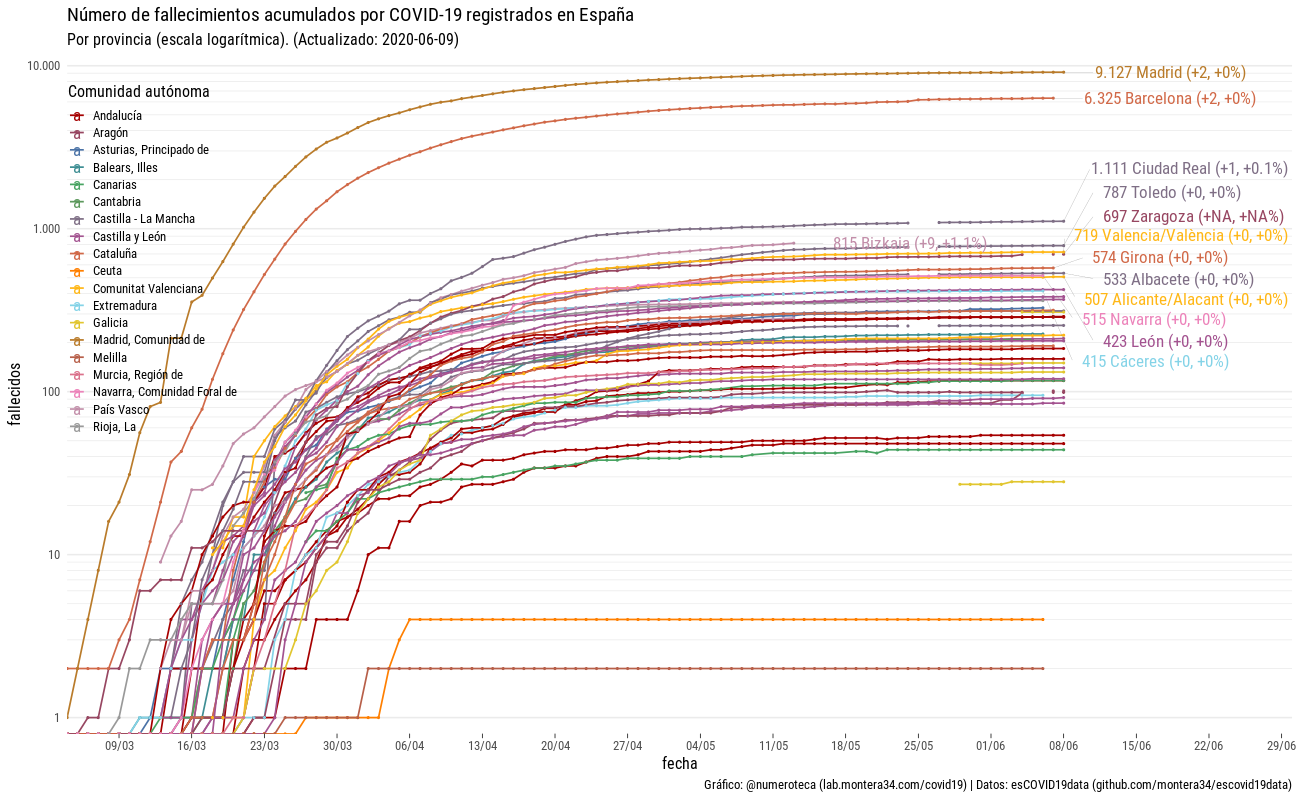 Número de fallecimientos acumulados por COVID-19 registrados en España
Por provincia (escala logarítmica). (Actualizado: 2020-06-09)
fallecidos
10.000
1.000
100
10
1
Comunidad autónoma
Andalucía
Aragón
Asturias, Principado de
Balears, Illes
Canarias
Cantabria
Castilla - La Mancha
Castilla y León
Cataluña
Ceuta
Comunitat Valenciana
Extremadura
Galicia
Madrid, Comunidad de
Melilla
Murcia, Región de
Navarra, Comunidad Foral de
País Vasco
Rioja, La
9.127 Madrid (+2, +0%)
6.325 Barcelona (+2, +0%)
1.111 Ciudad Real (+1, +0.1%)
787 Toledo (+0, +0%)
697 Zaragoza (+NA, +NA%)
719 Valencia/València (+0, +0%)
815 Bizkaia (+9, +1.1%)
574 Girona (+0, +0%)
533 Albacete (+0, +0%)
507 Alicante/Alacant (+0, +0%)
515 Navarra (+0, +0%)
423 León (+0, +0%)
415 Cáceres (+0, +0%)
09/03 16/03 23/03 30/03 06/04 13/04 20/04 27/04 04/05 11/05 18/05 25/05 01/06 08/06 15/06 22/06 29/06
fecha
Gráfico: @numeroteca (lab.montera34.com/covid19) | Datos: esCOVID19data (github.com/montera34/escovid19data)